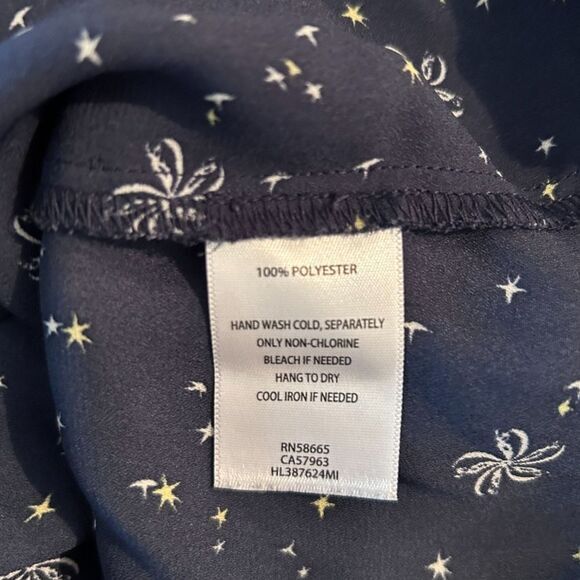 100% POLYESTER
HAND WASH COLD, SEPARATELY
ONLY NON-CHLORINE
BLEACH IF NEEDED
HANG TO DRY
COOL IRON IF NEEDED
RN58665
CA57963
HL387624MI